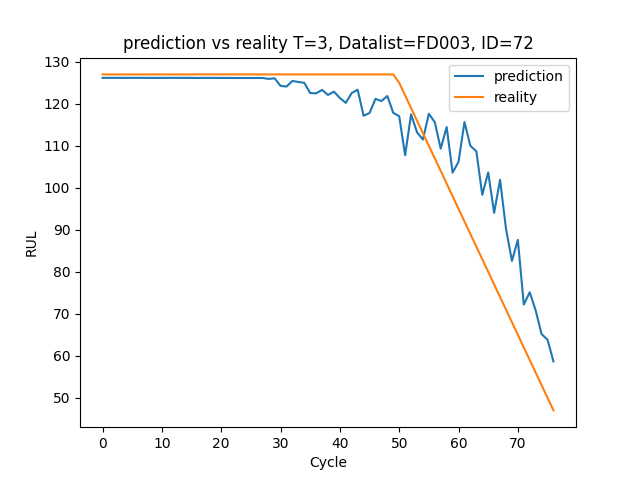 prediction vs reality T=3, Datalist=FD003, ID=72
prediction
reality
130
120
110
100
90
80
70
60
50
RUL
0 10 20 30 40 50 60 70
Cycle